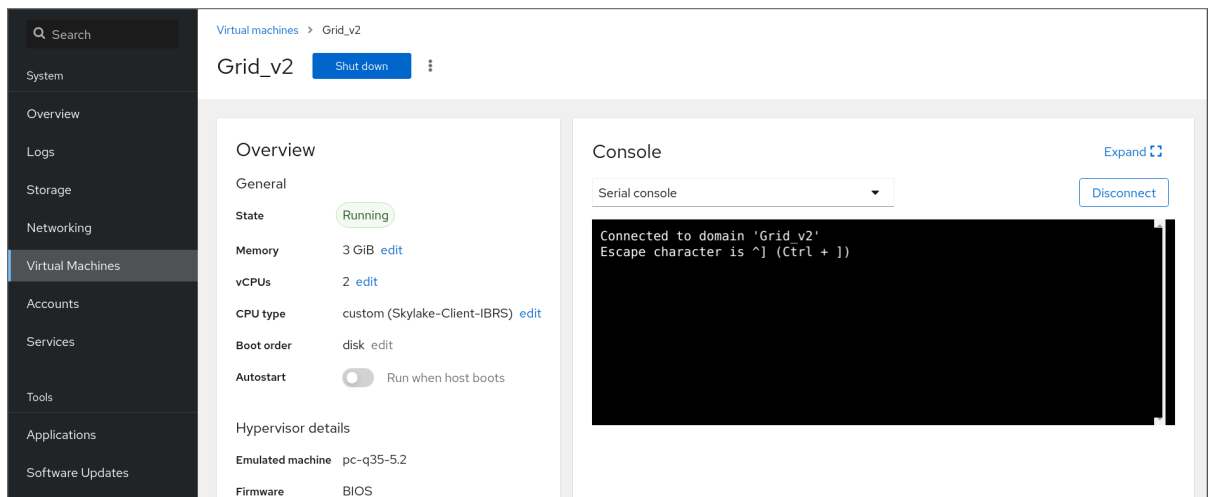 Search
System
Overview
Logs
Storage
Networking
Virtual Machines
Accounts
Services
Tools
Applications
Software Updates
Virtual machines > Grid_v2
Grid_v2 Shut down
Overview
General
State Running
Memory 3 GiB edit
vCPUs 2 edit
CPU type custom (Skylake-Client-IBRS) edit
Boot order disk edit
Autostart Run when host boots
Hypervisor details
Emulated machine pc-q35-5.2
Firmware BIOS
Console Expand
Serial console Disconnect
Connected to domain 'Grid_v2'
Escape character is ^] (Ctrl + ])